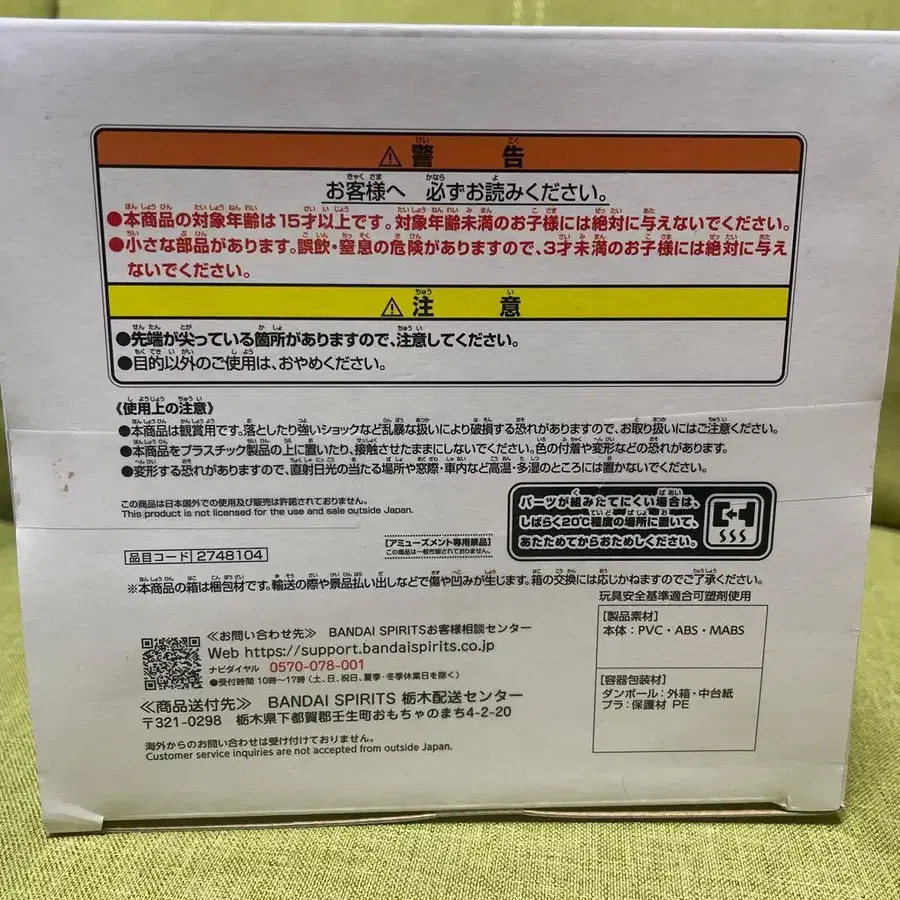 ⚠警告
お客様へ 必ずお読みください。
●本商品の対象年齢は15才以上です。対象年齢未満のお子様には絶対に与えないでください。
●小さな部品があります。誤飲・窒息の危険がありますので、3才未満のお子様には絶対に与え
ないでください。
⚠注意
●先端が尖っている箇所がありますので、注意してください。
●目的以外のご使用は、おやめください。
《使用上の注意》
●本商品は観賞用です。落としたり強いショックなど乱暴な扱いにより破損する恐れがありますので、お取り扱いにはご注意ください。
●本商品をプラスチック製品の上に置いたり、接触させたままにしないでください。色の付着や変形などの恐れがあります。
●変形する恐れがありますので、直射日光の当たる場所や窓際・車内など高温・多湿のところには置かないでください。
この商品は日本国外での使用及び販売は許諾されておりません。
This product is not licensed for the use and sale outside Japan.
パーツが組みたてにくい場合は、
しばらく20℃程度の場所に置いて、
あたためてからおためしください。
品目コード 2748104
[アミューズメント専用景品]
この商品は一般市販されておりません。
※本商品の箱は梱包材です。輸送の際や景品払い出しなどで傷や凹みが生じます。箱の交換には応じかねますのでご了承ください。
玩具安全基準適合可塑剤使用
[製品素材]
本体:PVC・ABS・MABS
[容器包装材]
ダンボール:外箱・中台紙
プラ:保護材 PE
≪お問い合わせ先≫ BANDAI SPIRITSお客様相談センター
Web https://support.bandaispirits.co.jp
ナビダイヤル 0570-078-001
●受付時間 10時~17時(土、日、祝日、夏季・冬季休業日を除く)
≪商品送付先≫ BANDAI SPIRITS 栃木配送センター
〒321-0298 栃木県下都賀郡壬生町おもちゃのまち4-2-20
海外からのお問い合わせは受け付けておりません。
Customer service inquiries are not accepted from outside Japan.